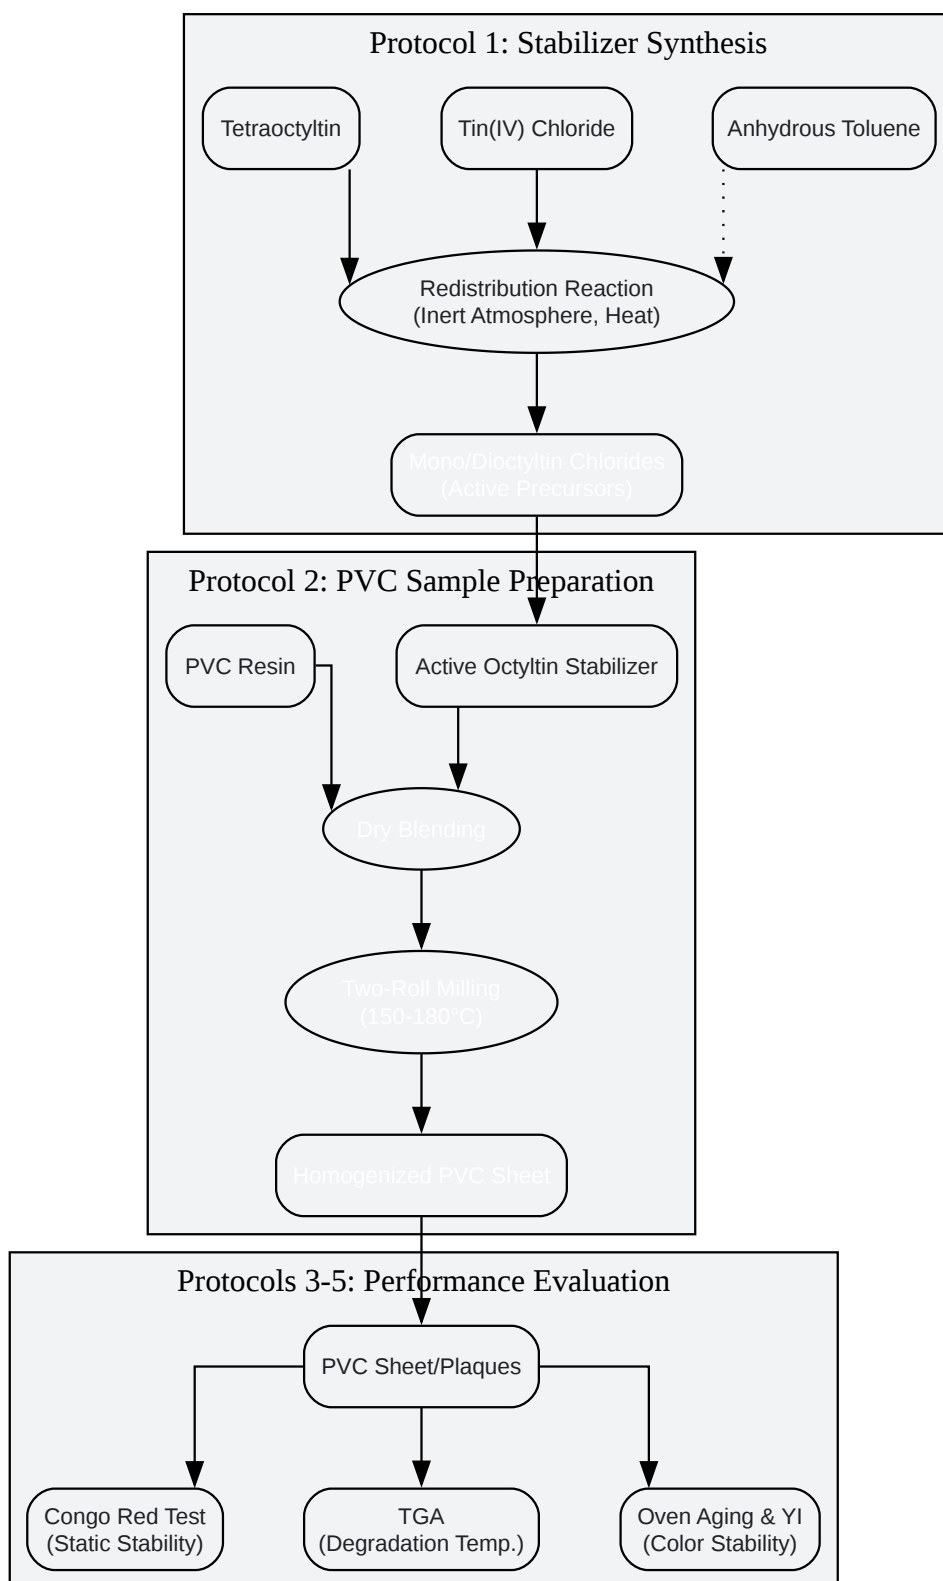 Protocol 1: Stabilizer Synthesis
Tetraoctyltin
Tin(IV) Chloride
Anhydrous Toluene
Redistribution Reaction
(Inert Atmosphere, Heat)
Mono/Dioctyltin Chlorides
(Active Precursors)
Protocol 2: PVC Sample Preparation
PVC Resin
Active Octyltin Stabilizer
Dry Blending
Two-Roll Milling
(150-180°C)
Homogenized PVC Sheet
Protocols 3-5: Performance Evaluation
PVC Sheet/Plaques
Congo Red Test
(Static Stability)
TGA
(Degradation Temp.)
Oven Aging & YI
(Color Stability)